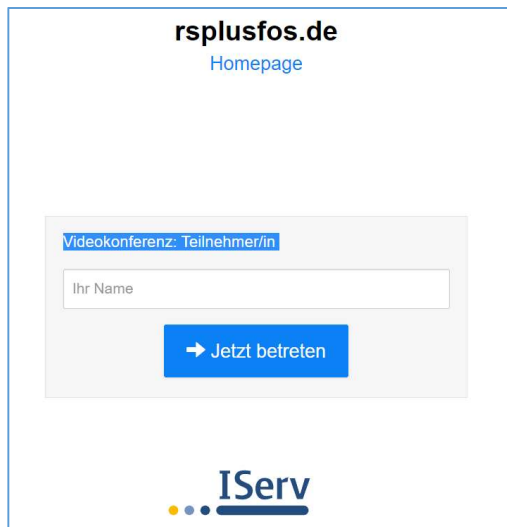 rsplusfos.de
Homepage
Videokonferenz: Teilnehmer/in
Ihr Name
Jetzt betreten
IServ